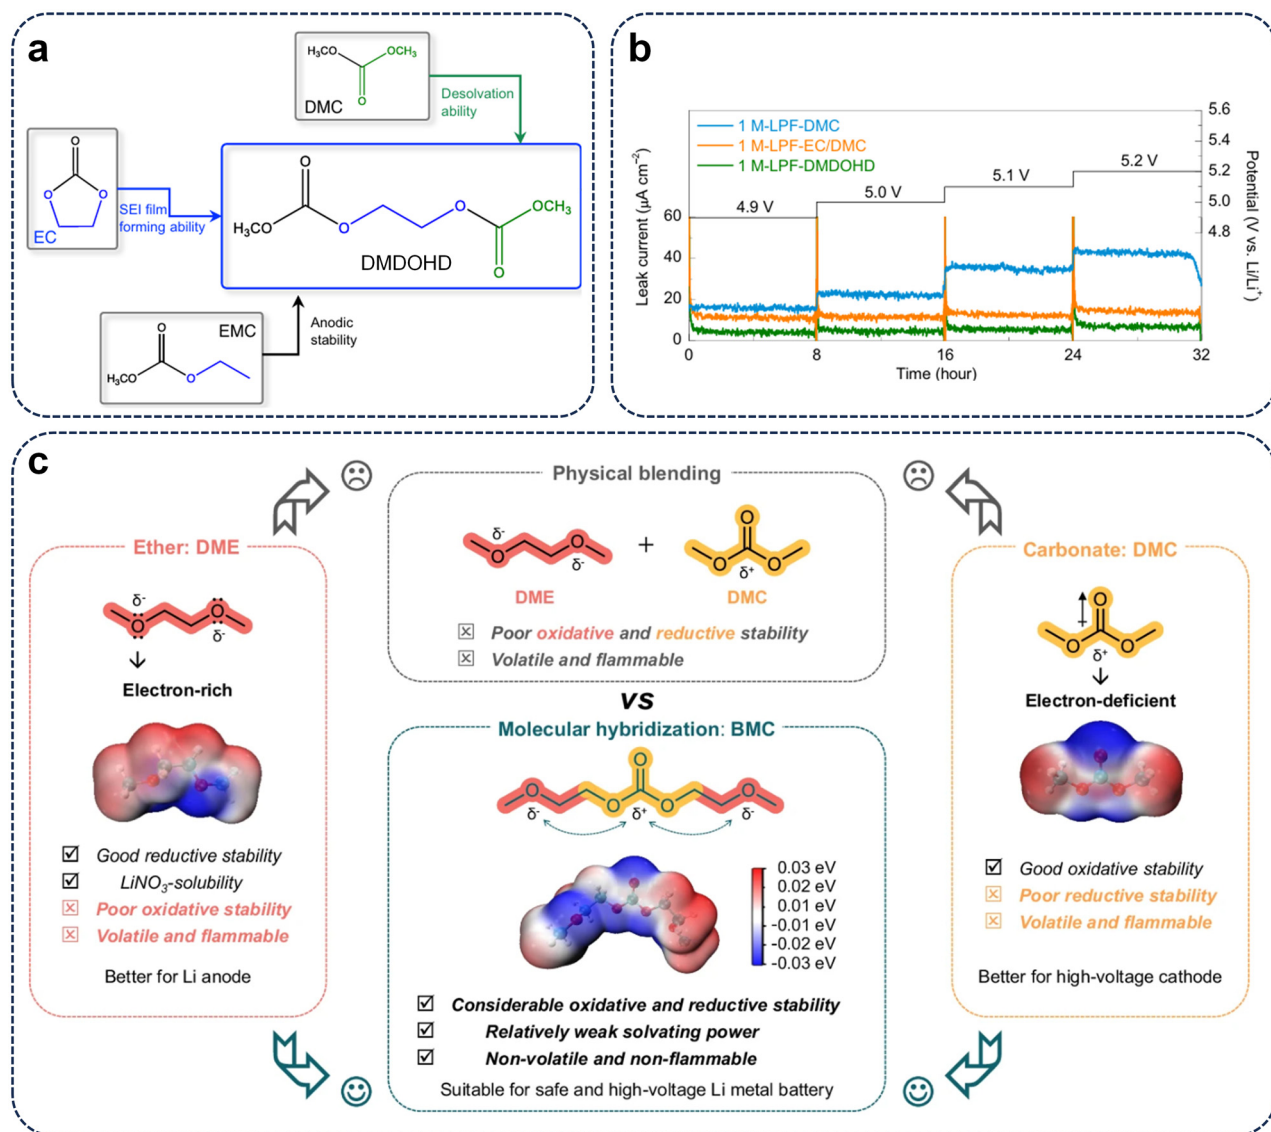 a
H₃CO
OCH₃
O
DMC
Desolvation
ability
O
O
O
EC
SEI film
forming ability
O
H₃CO
O
O
OCH₃
O
DMDOHD
O
EMC
H₃CO
O
Anodic
stability
b
1 M-LPF-DMC
1 M-LPF-EC/DMC
1 M-LPF-DMDOHD
4.9 V
5.0 V
5.1 V
5.2 V
Leak current (μA cm⁻²)
60
40
20
0
0
8
16
24
32
Time (hour)
5.6
5.4
5.2
5.0
4.8
Potential (V vs. Li/Li⁺)
c
Physical blending
δ-
O
O
δ-
+
O
O
O
δ+
DME
DMC
Poor oxidative and reductive stability
Volatile and flammable
Ether: DME
δ-
O
O
δ-
Electron-rich
Good reductive stability
LiNO₃-solubility
Poor oxidative stability
Volatile and flammable
Better for Li anode
vs
Molecular hybridization: BMC
O
O
O
O
O
δ-
δ+
δ-
0.03 eV
0.02 eV
0.01 eV
-0.01 eV
-0.02 eV
-0.03 eV
Considerable oxidative and reductive stability
Relatively weak solvating power
Non-volatile and non-flammable
Suitable for safe and high-voltage Li metal battery
Carbonate: DMC
O
O
O
δ+
Electron-deficient
Good oxidative stability
Poor reductive stability
Volatile and flammable
Better for high-voltage cathode